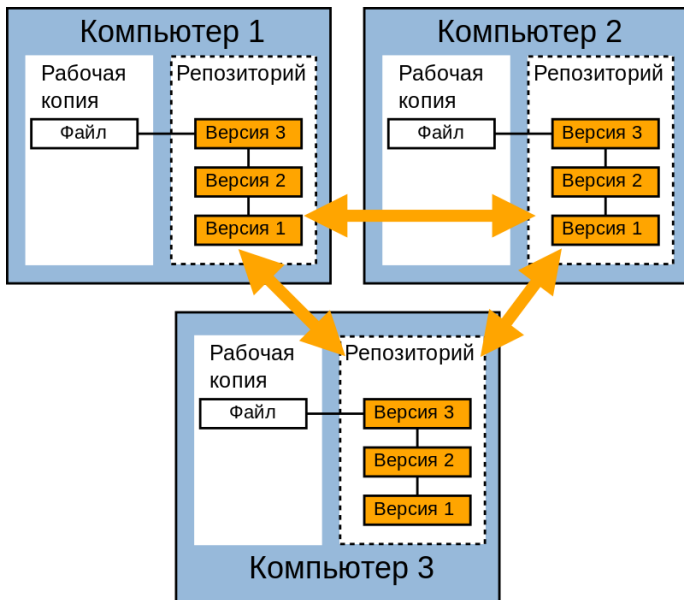 Компьютер 1
Рабочая
копия
Репозиторий
Файл
Версия 3
Версия 2
Версия 1
Компьютер 2
Рабочая
копия
Репозиторий
Файл
Версия 3
Версия 2
Версия 1
Рабочая
копия
Репозиторий
Файл
Версия 3
Версия 2
Версия 1
Компьютер 3